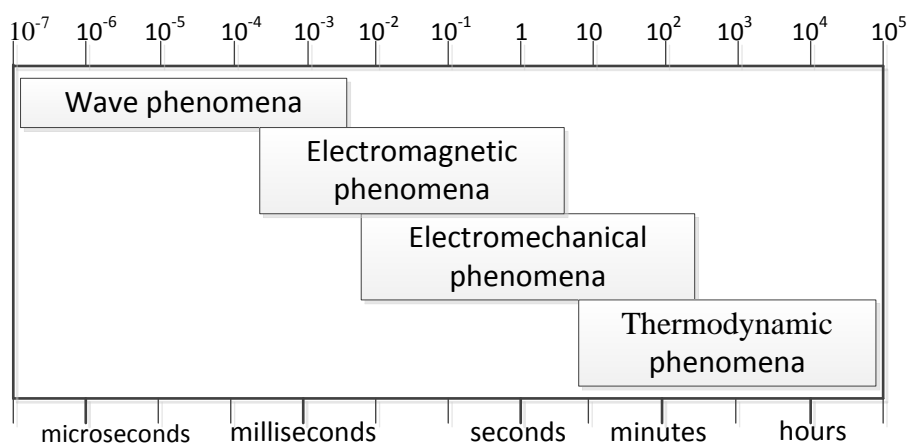 10⁻⁷ 10⁻⁶ 10⁻⁵ 10⁻⁴ 10⁻³ 10⁻² 10⁻¹ 1 10 10² 10³ 10⁴ 10⁵
Wave phenomena
Electromagnetic
phenomena
Electromechanical
phenomena
Thermodynamic
phenomena
microseconds milliseconds seconds minutes hours